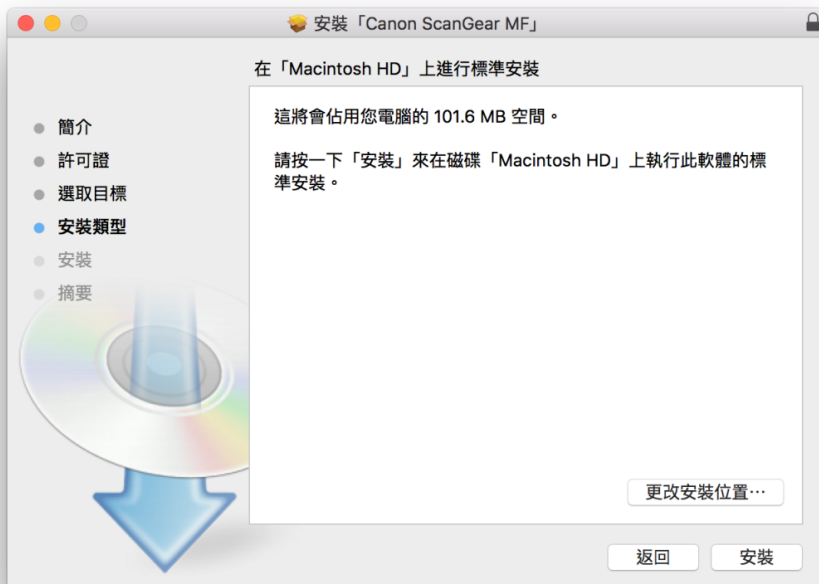 安裝「Canon ScanGear MF」
在「Macintosh HD」上進行標準安裝
簡介
許可證
選取目標
安裝類型
安裝
摘要
這將會佔用您電腦的 101.6 MB 空間。
請按一下「安裝」來在磁碟「Macintosh HD」上執行此軟體的標
準安裝。
更改安裝位置⋯
返回
安裝